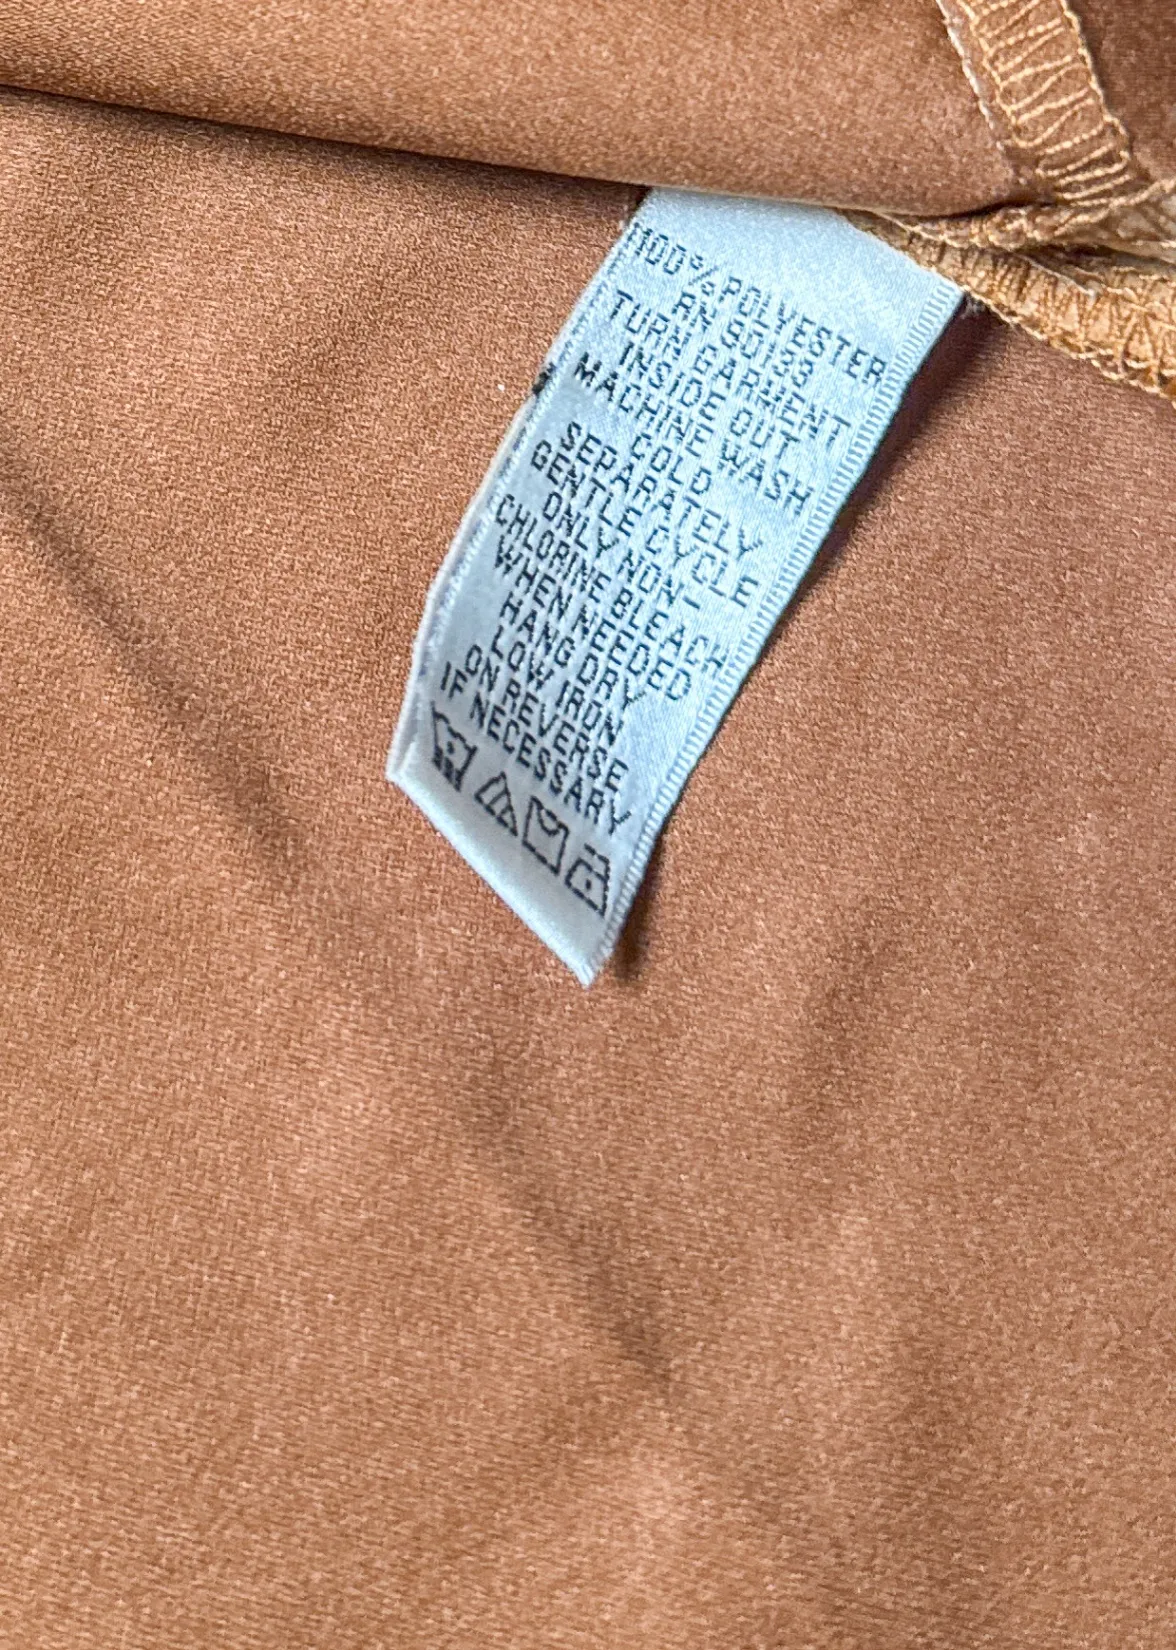 100% POLYESTER
RN 90133
TURN GARMENT
INSIDE OUT
MACHINE WASH
COLD
SEPARATELY
GENTLE CYCLE
ONLY NON-
CHLORINE BLEACH
WHEN NEEDED
HANG DRY
LOW IRON
ON REVERSE
IF NECESSARY